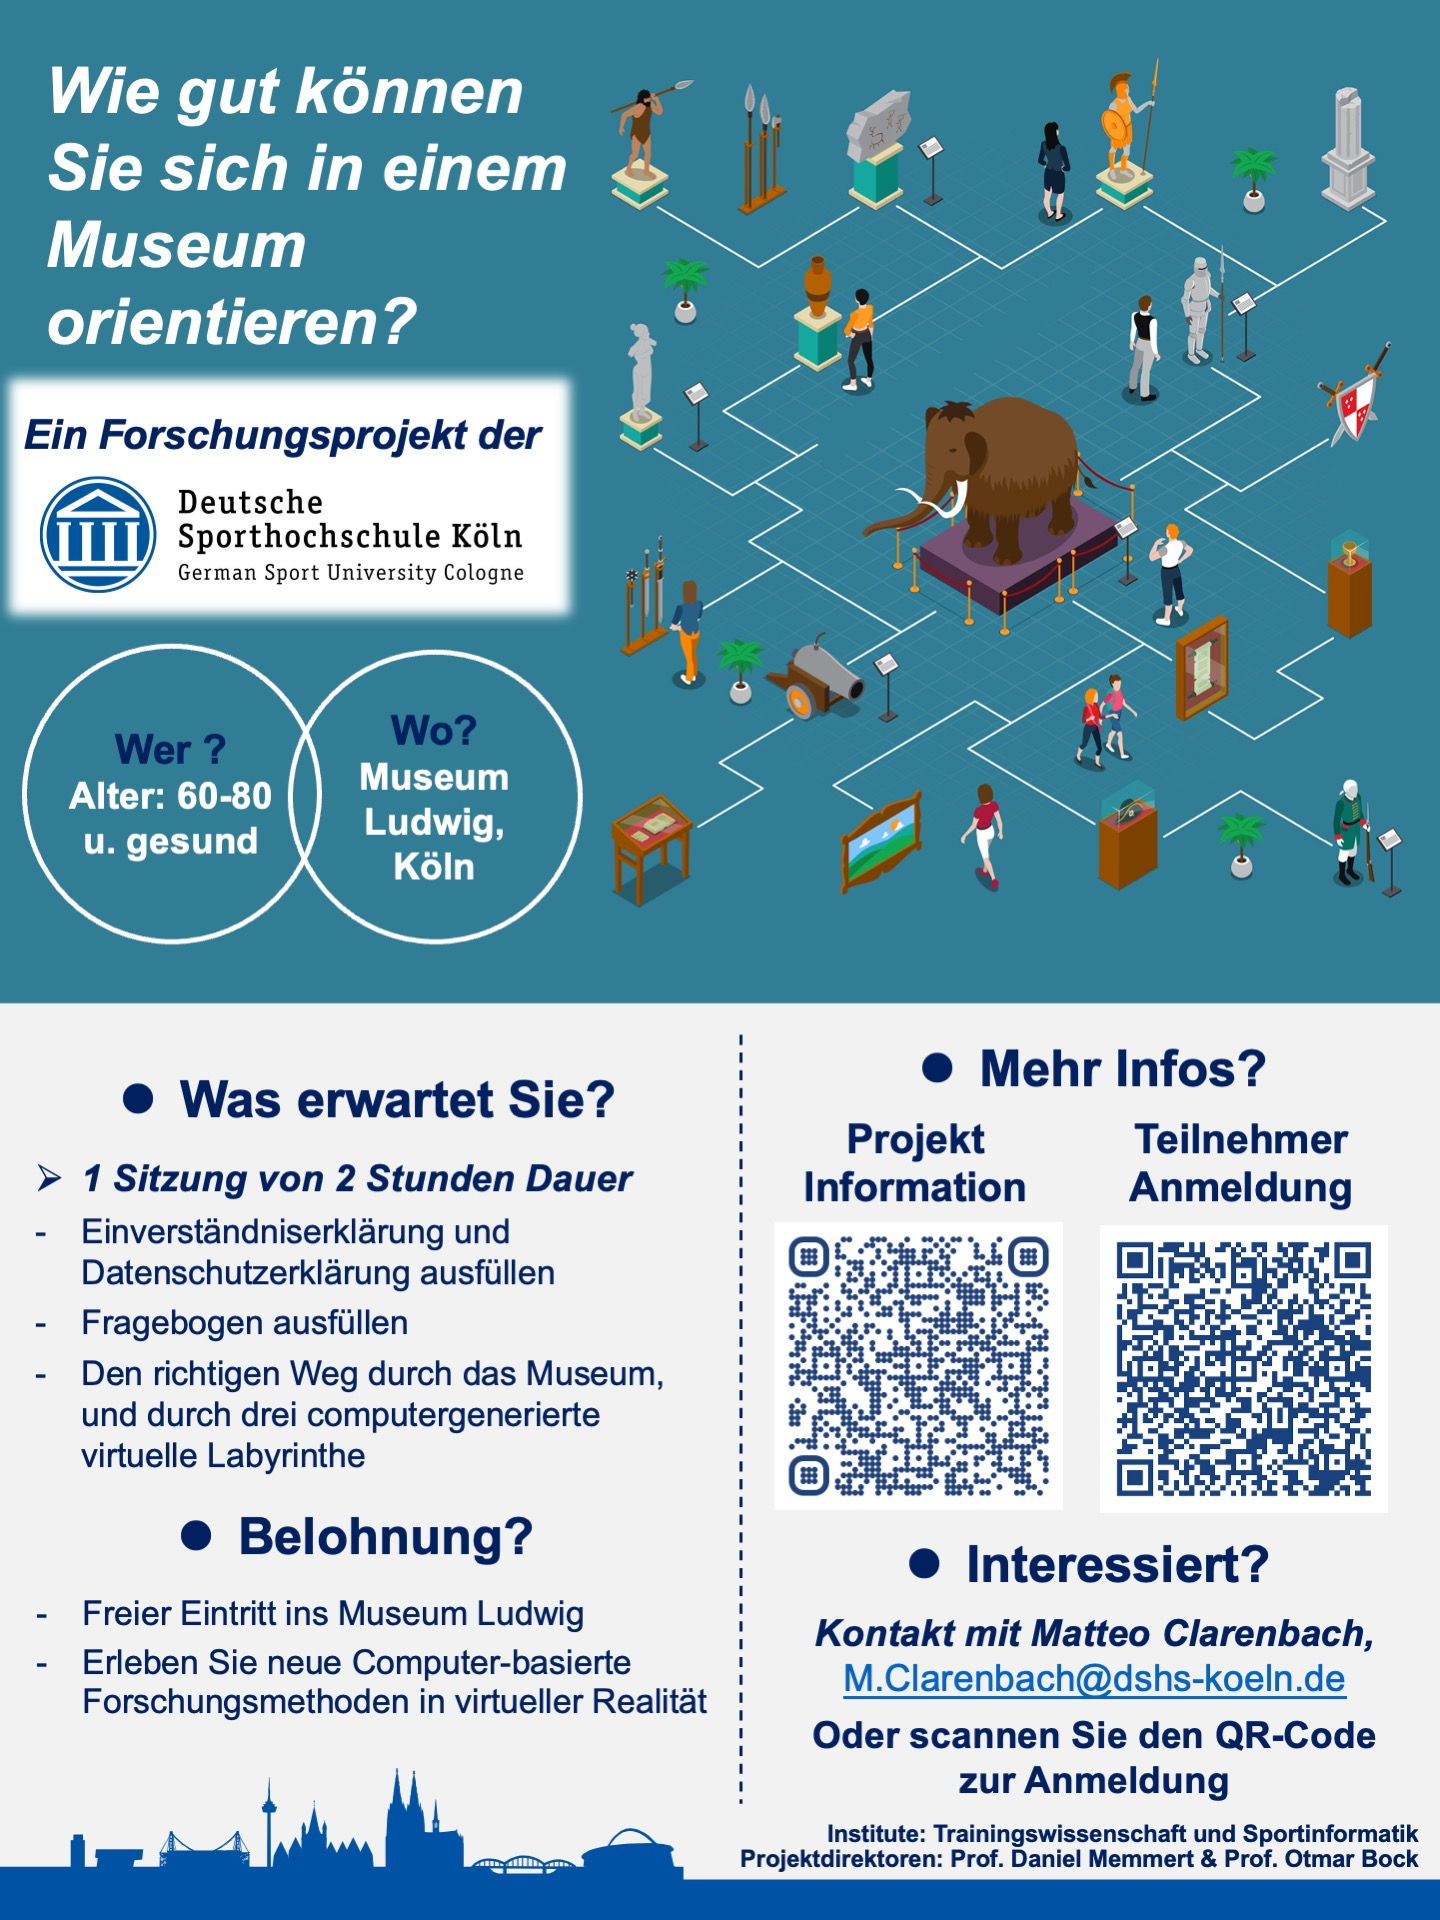 Wie gut können
Sie sich in einem
Museum
orientieren?
Ein Forschungsprojekt der
Deutsche
Sporthochschule Köln
German Sport University Cologne
Wer ?
Alter: 60-80
u. gesund
Wo?
Museum
Ludwig,
Köln
● Was erwartet Sie?
➢ 1 Sitzung von 2 Stunden Dauer
- Einverständniserklärung und
Datenschutzerklärung ausfüllen
- Fragebogen ausfüllen
- Den richtigen Weg durch das Museum,
und durch drei computergenerierte
virtuelle Labyrinthe
● Belohnung?
- Freier Eintritt ins Museum Ludwig
- Erleben Sie neue Computer-basierte
Forschungsmethoden in virtueller Realität
● Mehr Infos?
Projekt
Information
Teilnehmer
Anmeldung
● Interessiert?
Kontakt mit Matteo Clarenbach,
M.Clarenbach@dshs-koeln.de
Oder scannen Sie den QR-Code
zur Anmeldung
Institute: Trainingswissenschaft und Sportinformatik
Projektdirektoren: Prof. Daniel Memmert & Prof. Otmar Bock